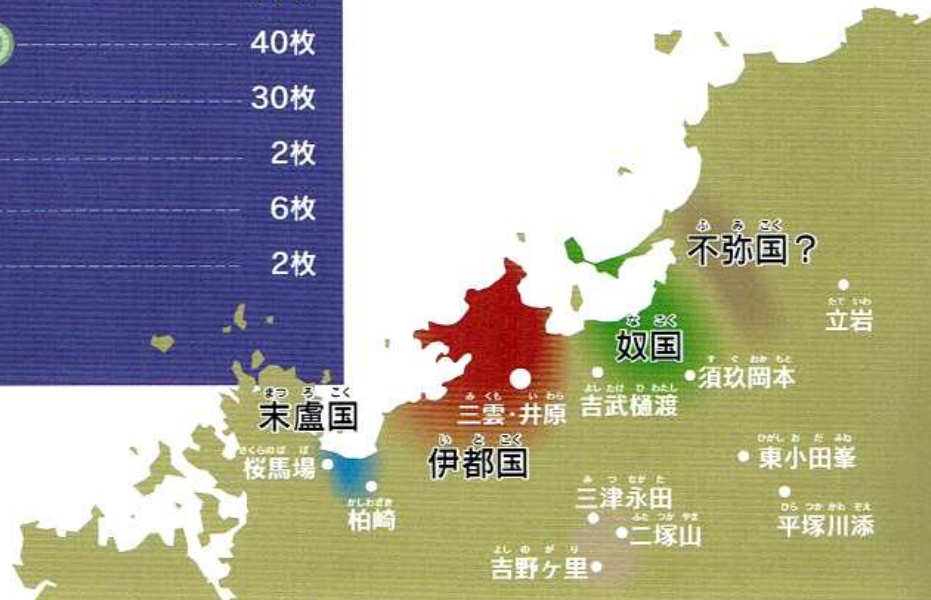 40枚
30枚
2枚
6枚
2枚
ふみこく
不弥国？
たていわ
立岩
なこく
奴国
すぐおかもと
須玖岡本
よしたけひわたし
吉武樋渡
みくもいわら
三雲・井原
いとこく
伊都国
まつろこく
末盧国
さくらのばば
桜馬場
かしわざき
柏崎
ひがしおだみね
東小田峯
みつながた
三津永田
ふたつかやま
二塚山
ひらつかかわぞえ
平塚川添
よしのがり
吉野ヶ里